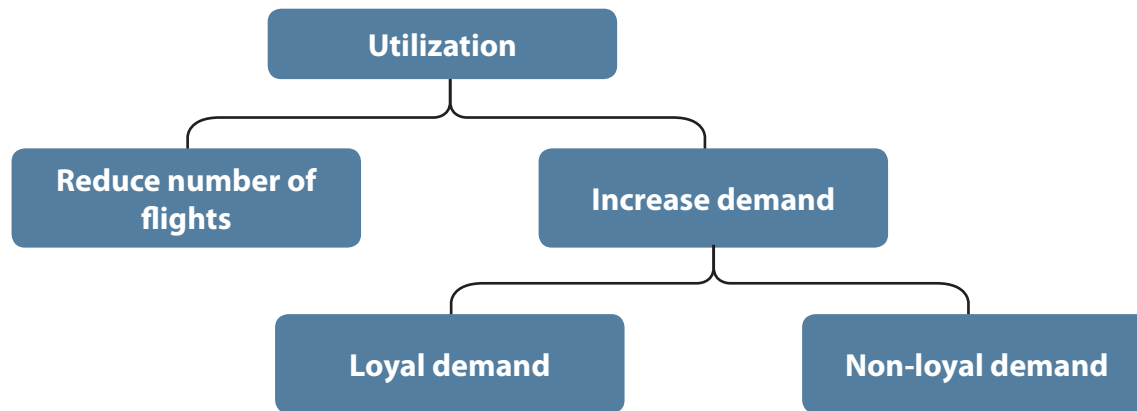 Utilization
Reduce number of
flights
Increase demand
Loyal demand
Non-loyal demand